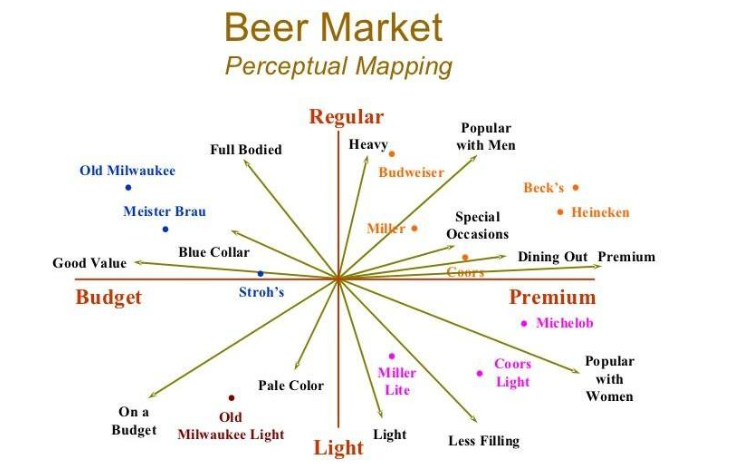 Beer Market
Perceptual Mapping
Regular
Popular
with Men
Heavy
Full Bodied
Budweiser
Old Milwaukee
Beck's
Meister Brau
Heineken
Special
Occasions
Miller
Blue Collar
Good Value
Dining Out
Premium
Coors
Stroh's
Budget
Premium
Michelob
Miller
Lite
Coors
Light
Popular
with
Women
Pale Color
On a
Budget
Old
Milwaukee Light
Light
Less Filling
Light